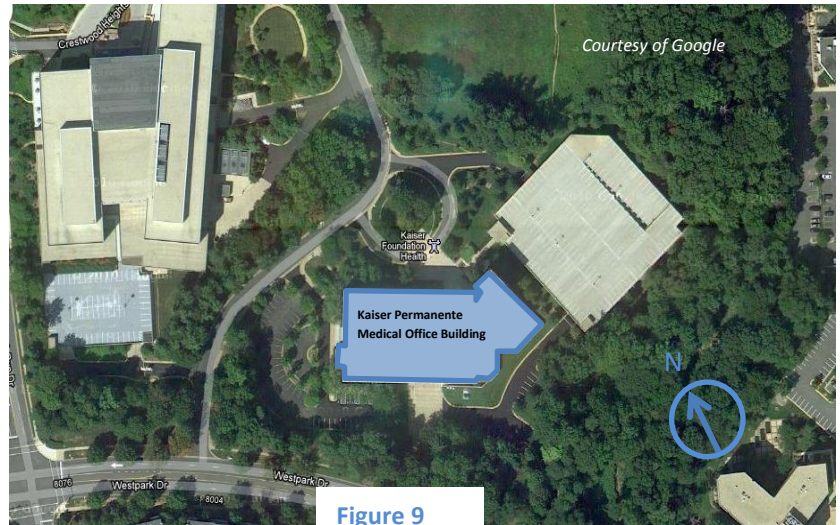 Crestwood Heights
Courtesy of Google
Kaiser
Foundation
Health
Kaiser Permanente
Medical Office Building
N
8076
Westpark Dr
8004
Westpark Dr
Figure 9